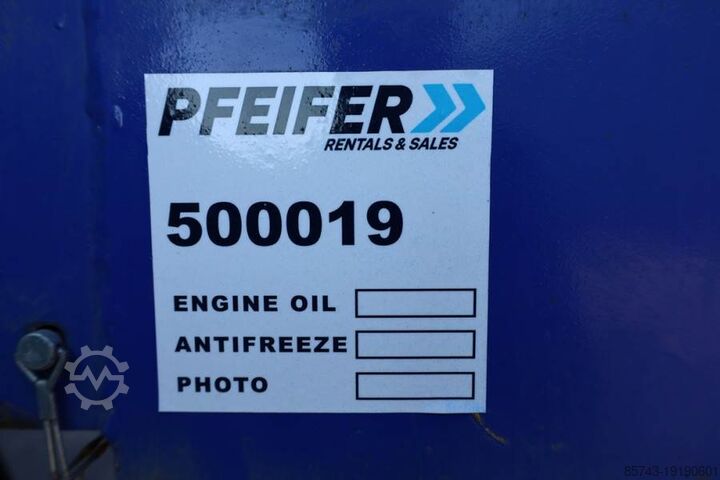 PFEIFER
RENTALS & SALES
500019
ENGINE OIL
ANTIFREEZE
PHOTO
85743-19190601